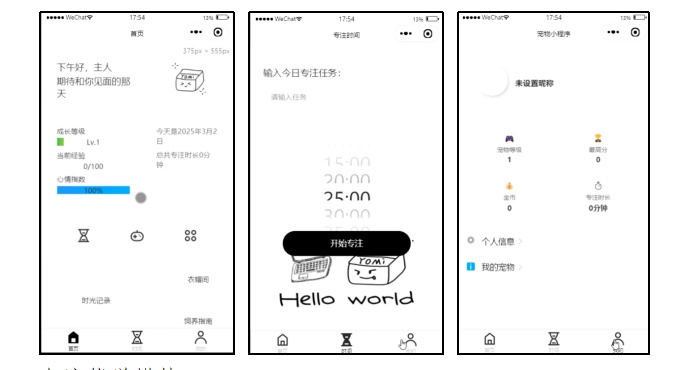 WeChat 17:54 13%
首页
375px × 555px
下午好，主人
期待和你见面的那
天
YOMI
成长等级
Lv.1
今天是2025年3月2
日
当前经验
0/100
总共专注时长0分
钟
心情指数
100%
衣帽间
时光记录
饲养指南
首页
WeChat 17:54 13%
专注时间
输入今日专注任务：
请输入任务
15:00
20:00
25:00
30:00
开始专注
YOMI
Hello world
WeChat 17:54 13%
宠物小程序
未设置昵称
宠物等级
1
最高分
0
金币
0
专注时长
0分钟
个人信息
我的宠物